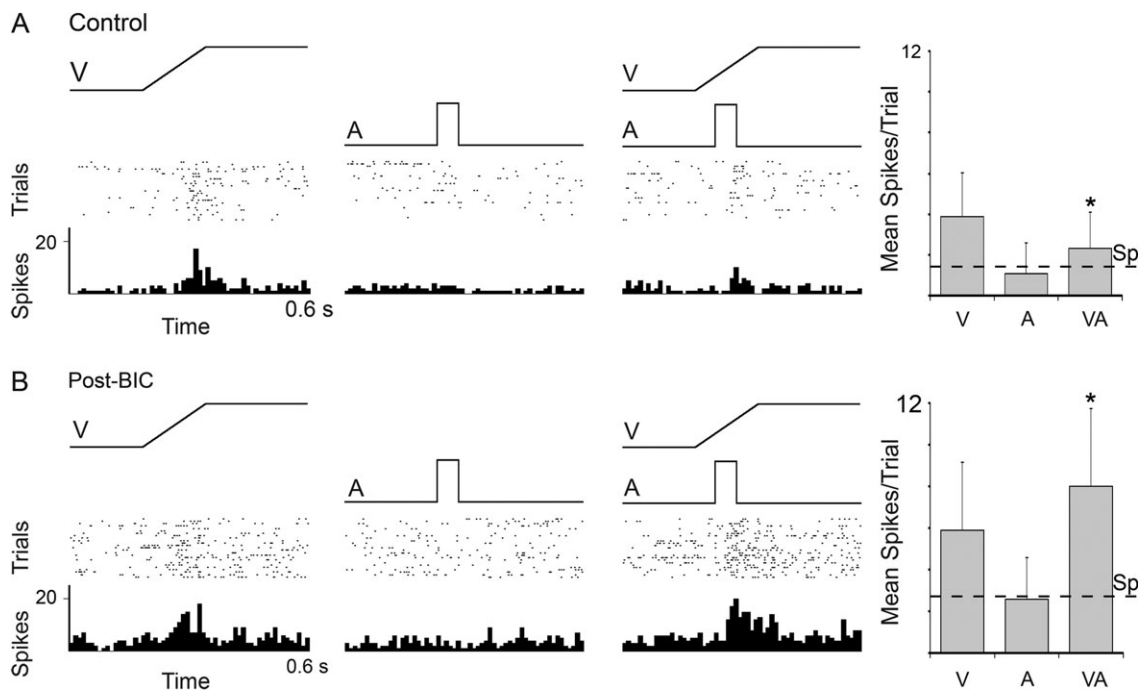 A Control
V
A
V
A
Trials
20
Spikes
Time
0.6 s
12
Mean Spikes/Trial
*
Sp
V A VA
B Post-BIC
V
A
V
A
Trials
20
Spikes
Time
0.6 s
12
Mean Spikes/Trial
*
Sp
V A VA